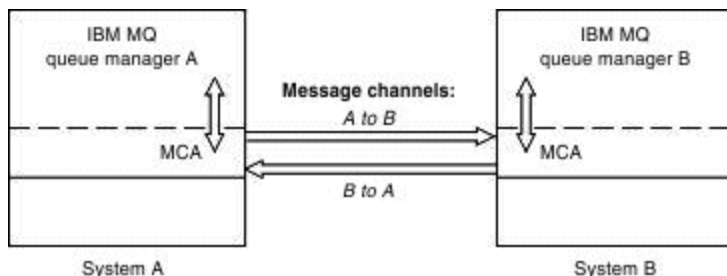 IBM MQ
queue manager A
IBM MQ
queue manager B
Message channels:
A to B
MCA
MCA
B to A
System A
System B